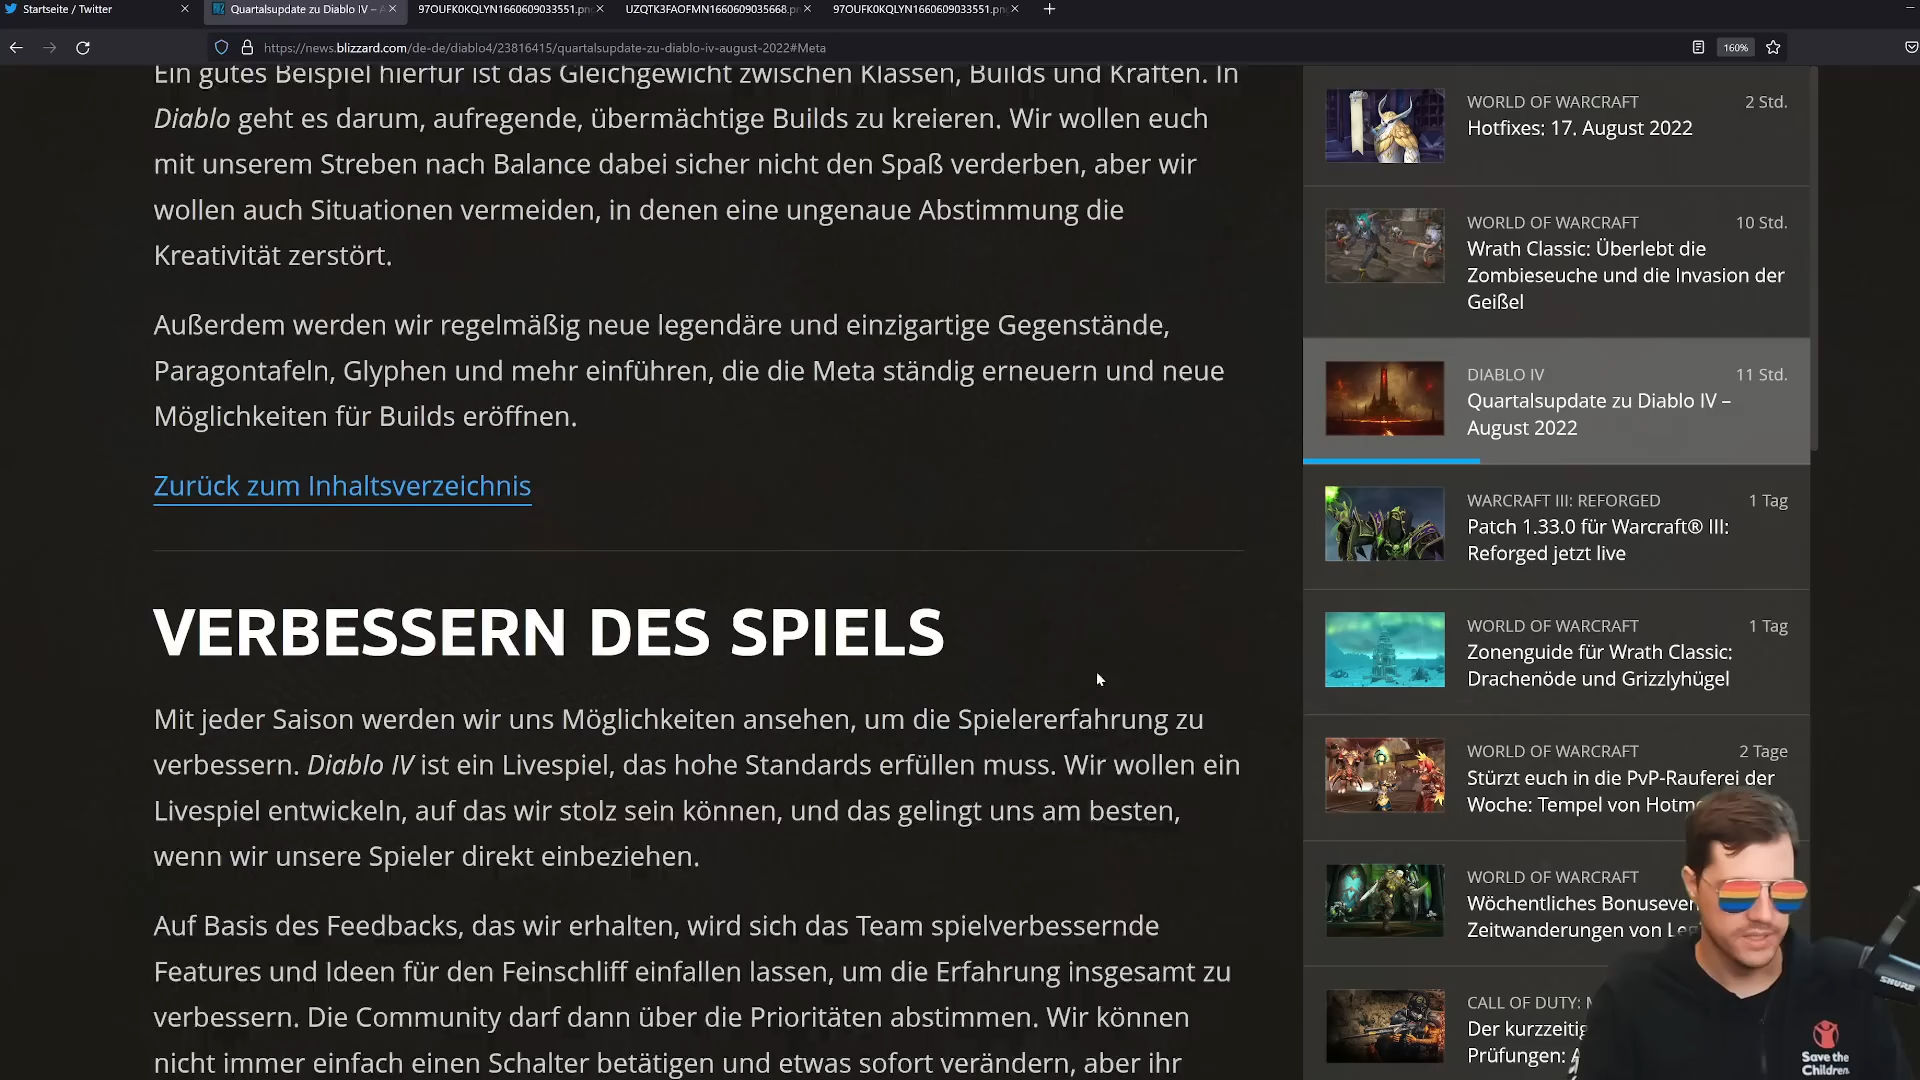 Startseite / Twitter
Quartalsupdate zu Diablo IV –
97OUFK0KQLYN1660609033551.pn
UZQTK3FAOFMN1660609035668.p
97OUFK0KQLYN1660609033551.pn
https://news.blizzard.com/de-de/diablo4/23816415/quartalsupdate-zu-diablo-iv-august-2022#Meta
160%
Ein gutes Beispiel hierfür ist das Gleichgewicht zwischen Klassen, Builds und Kräften. In
Diablo geht es darum, aufregende, übermächtige Builds zu kreieren. Wir wollen euch
mit unserem Streben nach Balance dabei sicher nicht den Spaß verderben, aber wir
wollen auch Situationen vermeiden, in denen eine ungenaue Abstimmung die
Kreativität zerstört.
Außerdem werden wir regelmäßig neue legendäre und einzigartige Gegenstände,
Paragontafeln, Glyphen und mehr einführen, die die Meta ständig erneuern und neue
Möglichkeiten für Builds eröffnen.
Zurück zum Inhaltsverzeichnis
VERBESSERN DES SPIELS
Mit jeder Saison werden wir uns Möglichkeiten ansehen, um die Spielererfahrung zu
verbessern. Diablo IV ist ein Livespiel, das hohe Standards erfüllen muss. Wir wollen ein
Livespiel entwickeln, auf das wir stolz sein können, und das gelingt uns am besten,
wenn wir unsere Spieler direkt einbeziehen.
Auf Basis des Feedbacks, das wir erhalten, wird sich das Team spielverbessernde
Features und Ideen für den Feinschliff einfallen lassen, um die Erfahrung insgesamt zu
verbessern. Die Community darf dann über die Prioritäten abstimmen. Wir können
nicht immer einfach einen Schalter betätigen und etwas sofort verändern, aber ihr
WORLD OF WARCRAFT 2 Std.
Hotfixes: 17. August 2022
WORLD OF WARCRAFT 10 Std.
Wrath Classic: Überlebt die
Zombieseuche und die Invasion der
Geißel
DIABLO IV 11 Std.
Quartalsupdate zu Diablo IV –
August 2022
WARCRAFT III: REFORGED 1 Tag
Patch 1.33.0 für Warcraft® III:
Reforged jetzt live
WORLD OF WARCRAFT 1 Tag
Zonenguide für Wrath Classic:
Drachenöde und Grizzlyhügel
WORLD OF WARCRAFT 2 Tage
Stürzt euch in die PvP-Rauferei der
Woche: Tempel von Hotm
WORLD OF WARCRAFT
Wöchentliches Bonuseven
Zeitwanderungen von Leg
CALL OF DUTY:
Der kurzzeitig
Prüfungen:
SHURE
Save the
Children